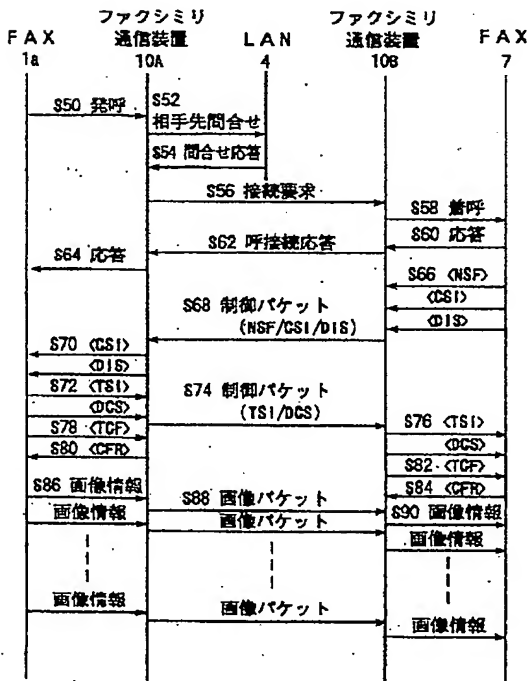 ファクシミリ ファクシミリ
FAX 通信装置 LAN 通信装置 FAX
1a 10A 4 10B 7
S50 発呼 S52
相手先問合せ
S54 問合せ応答
S56 接続要求
S58 着呼
S60 応答
S62 呼接続応答
S64 応答
S66 <NSF>
<CSI>
<DIS>
S68 制御パケット
(NSF/CSI/DIS)
S70 <CSI>
<DIS>
S72 <TSI>
<DCS>
S74 制御パケット
(TSI/DCS)
S76 <TSI>
<DCS>
S78 <TCF>
S80 <CFR>
S82 <TCF>
S84 <CFR>
S86 画像情報
S88 画像パケット
S90 画像情報
画像情報
画像パケット
画像情報
画像情報
画像パケット
画像情報